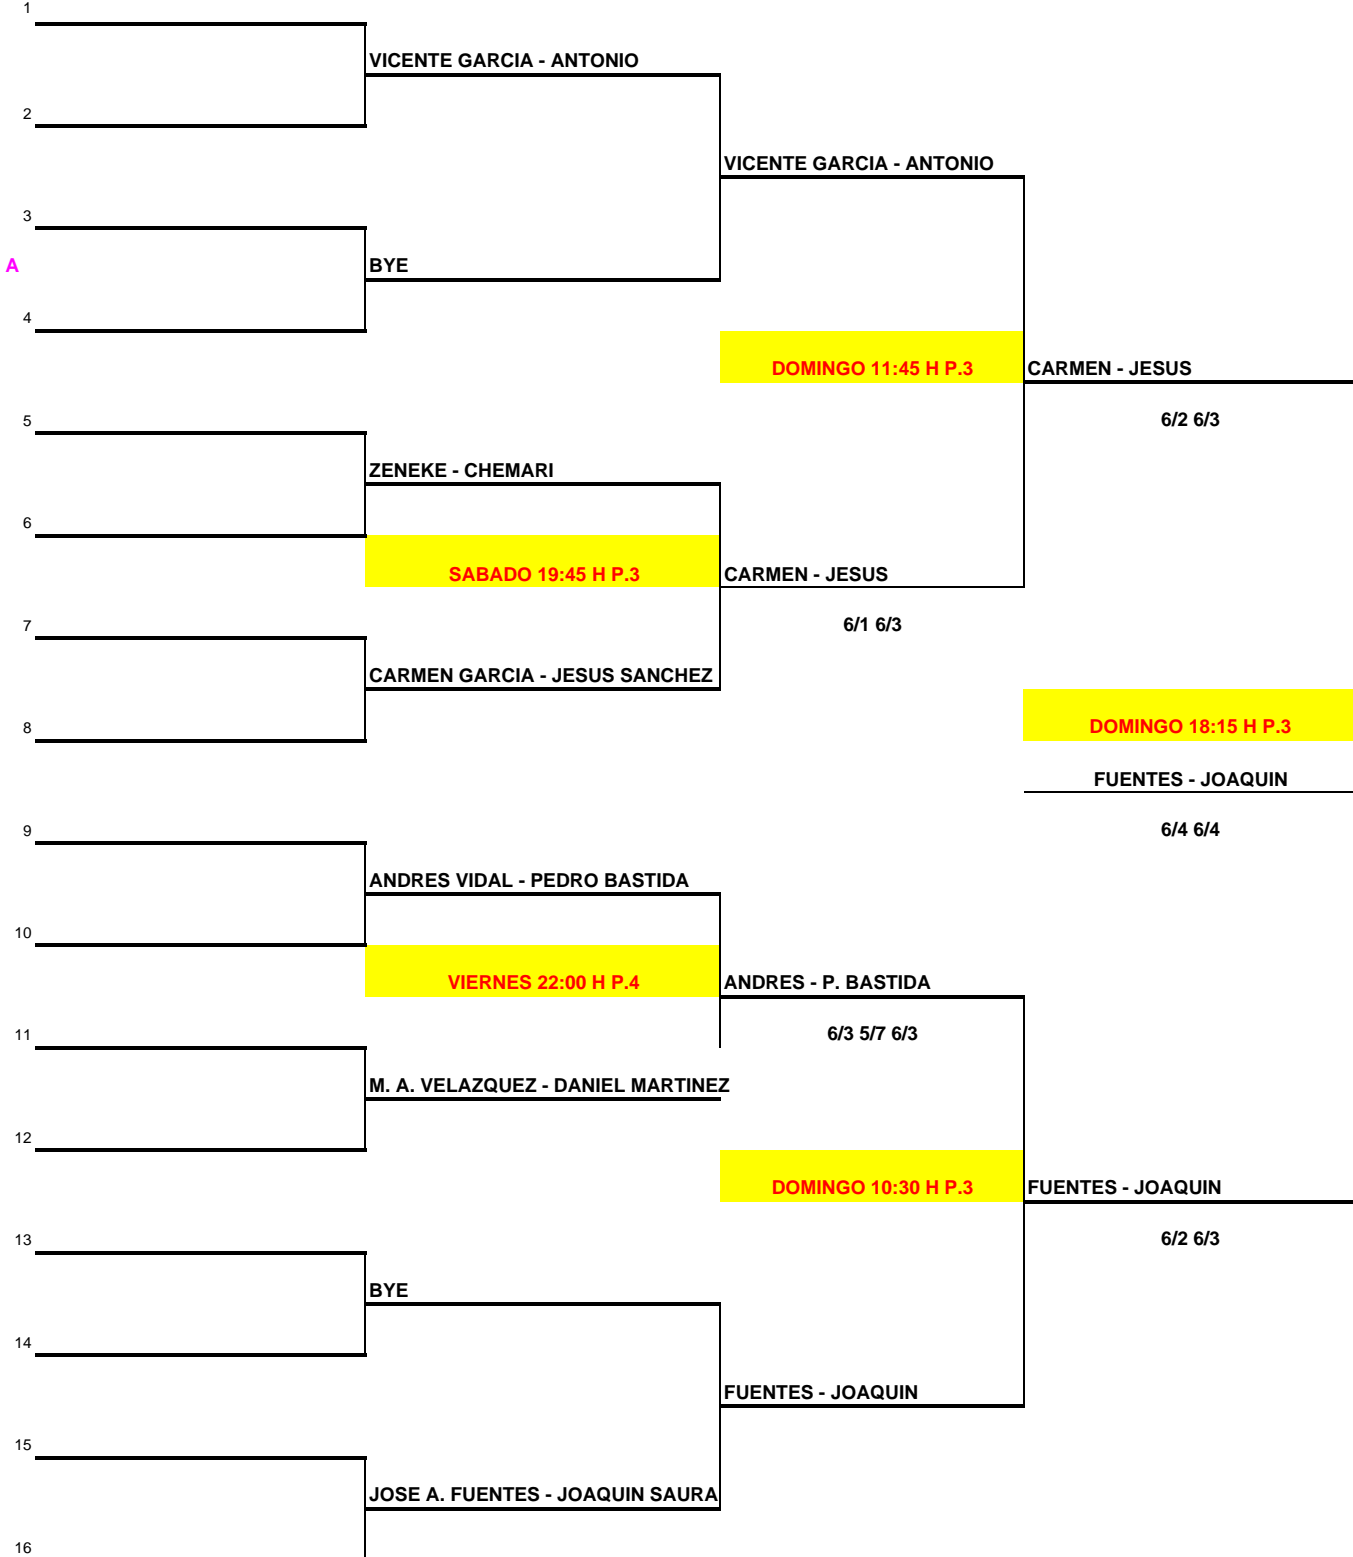 1
VICENTE GARCIA - ANTONIO
2
VICENTE GARCIA - ANTONIO
3
A
BYE
4
DOMINGO 11:45 H P.3
CARMEN - JESUS
5
6/2 6/3
ZENEKE - CHEMARI
6
SABADO 19:45 H P.3
CARMEN - JESUS
7
6/1 6/3
CARMEN GARCIA - JESUS SANCHEZ
8
DOMINGO 18:15 H P.3
FUENTES - JOAQUIN
9
6/4 6/4
ANDRES VIDAL - PEDRO BASTIDA
10
VIERNES 22:00 H P.4
ANDRES - P. BASTIDA
11
6/3 5/7 6/3
M. A. VELAZQUEZ - DANIEL MARTINEZ
12
DOMINGO 10:30 H P.3
FUENTES - JOAQUIN
13
6/2 6/3
BYE
14
FUENTES - JOAQUIN
15
JOSE A. FUENTES - JOAQUIN SAURA
16